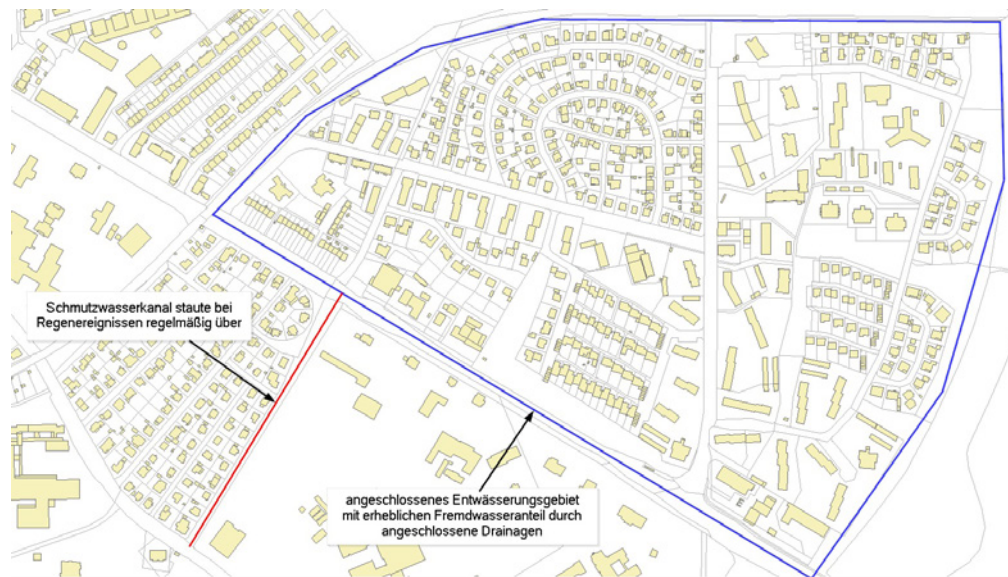 Schmutzwasserkanal staute bei
Regenereignissen regelmäßig über
angeschlossenes Entwässerungsgebiet
mit erheblichen Fremdwasseranteil durch
angeschlossene Drainagen